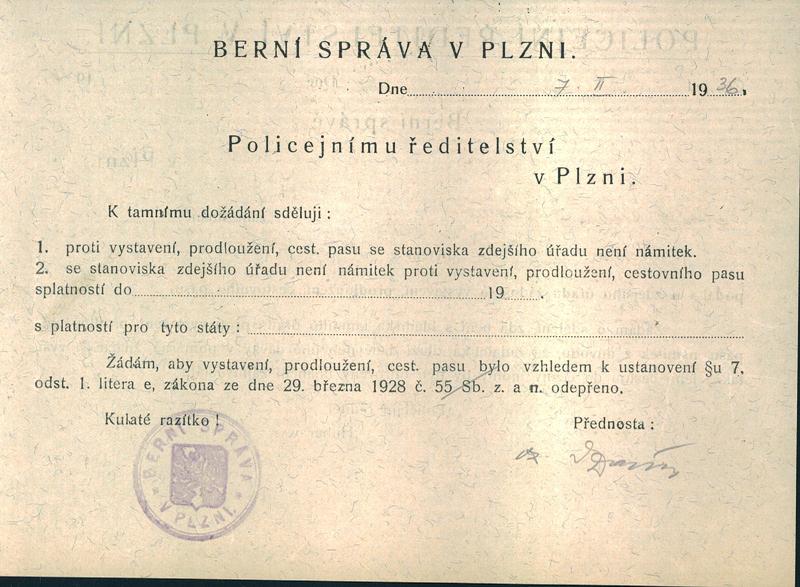 BERNÍ SPRÁVA V PLZNI.
Dne 7. II. 1936.
Policejnímu ředitelství
v Plzni.
K tamnímu dožádání sděluji :
1. proti vystavení, prodloužení, cest. pasu se stanoviska zdejšího úřadu není námitek.
2. se stanoviska zdejšího úřadu není námitek proti vystavení, prodloužení, cestovního pasu
splatností do 19 .
s platností pro tyto státy :
Žádám, aby vystavení, prodloužení, cest. pasu bylo vzhledem k ustanovení §u 7.
odst. 1. litera e, zákona ze dne 29. března 1928 č. 55 Sb. z. a n. odepřeno.
Kulaté razítko !
Přednosta :
BERNÍ SPRÁVA
V PLZNI.